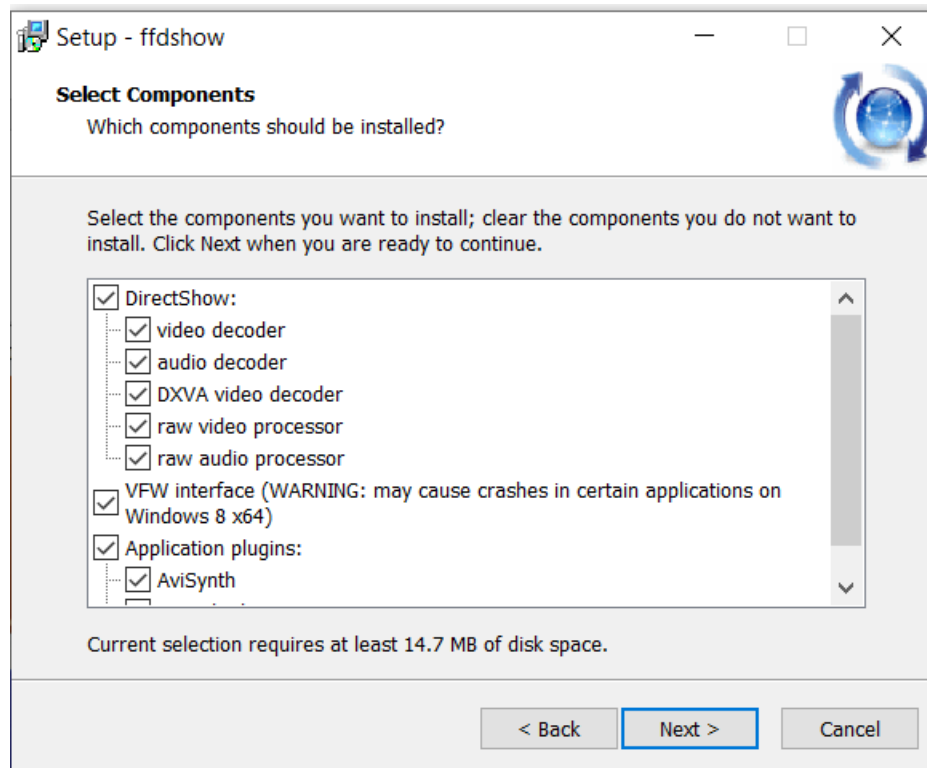 Setup - ffdshow
Select Components
Which components should be installed?
Select the components you want to install; clear the components you do not want to
install. Click Next when you are ready to continue.
DirectShow:
video decoder
audio decoder
DXVA video decoder
raw video processor
raw audio processor
VFW interface (WARNING: may cause crashes in certain applications on
Windows 8 x64)
Application plugins:
AviSynth
Current selection requires at least 14.7 MB of disk space.
< Back
Next >
Cancel